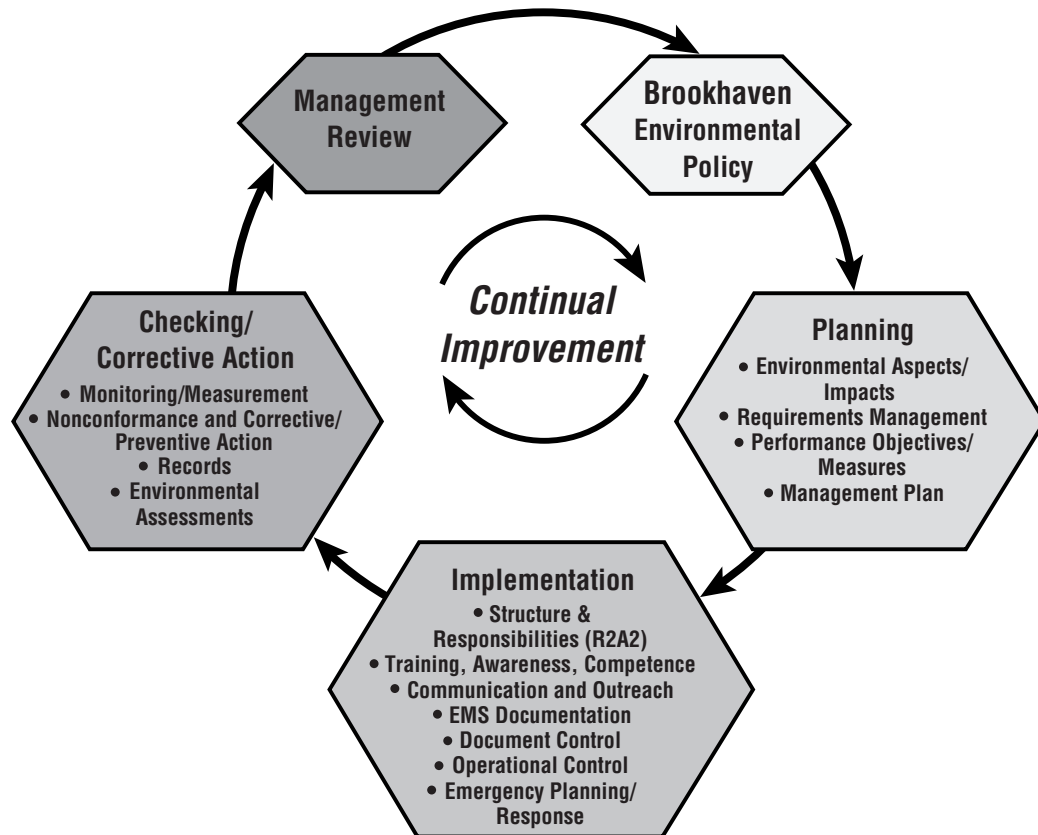 Management
Review
Brookhaven
Environmental
Policy
Continual
Improvement
Checking/
Corrective Action
• Monitoring/Measurement
• Nonconformance and Corrective/
Preventive Action
• Records
• Environmental
Assessments
Planning
• Environmental Aspects/
Impacts
• Requirements Management
• Performance Objectives/
Measures
• Management Plan
Implementation
• Structure &
Responsibilities (R2A2)
• Training, Awareness, Competence
• Communication and Outreach
• EMS Documentation
• Document Control
• Operational Control
• Emergency Planning/
Response